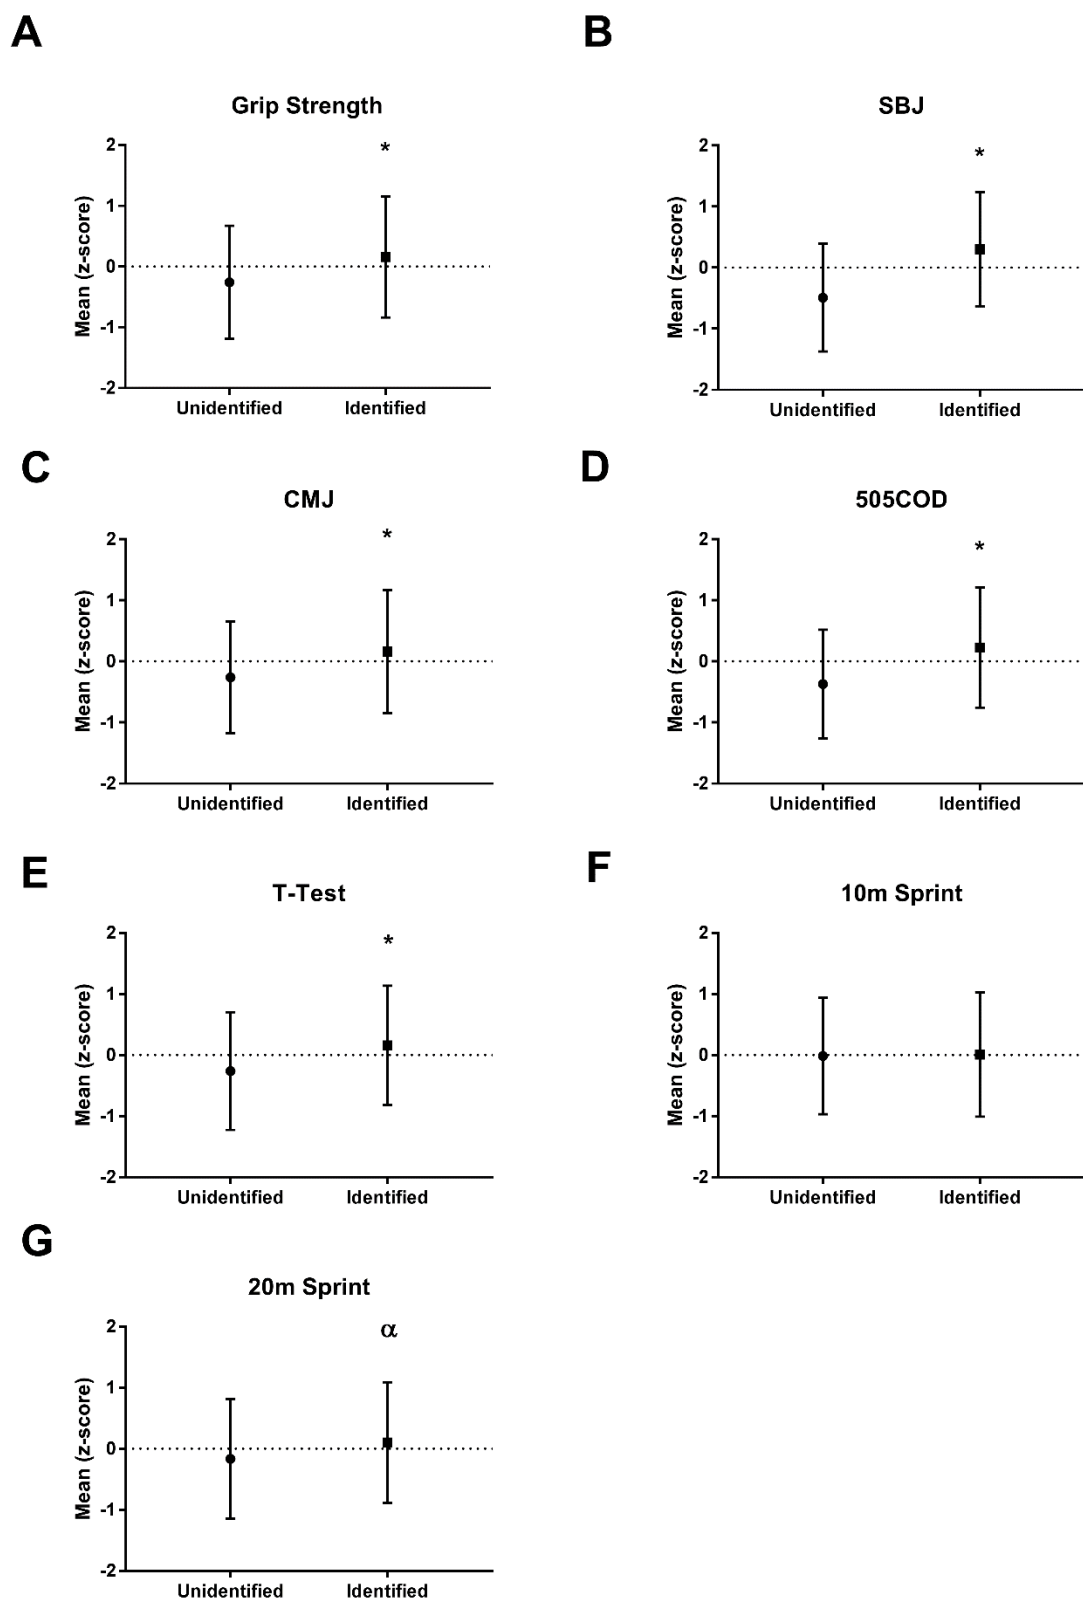 A
Grip Strength
*
Mean (z-score)
2
1
0
-1
-2
Unidentified Identified
B
SBJ
*
Mean (z-score)
2
1
0
-1
-2
Unidentified Identified
C
CMJ
*
Mean (z-score)
2
1
0
-1
-2
Unidentified Identified
D
505COD
*
Mean (z-score)
2
1
0
-1
-2
Unidentified Identified
E
T-Test
*
Mean (z-score)
2
1
0
-1
-2
Unidentified Identified
F
10m Sprint
Mean (z-score)
2
1
0
-1
-2
Unidentified Identified
G
20m Sprint
α
Mean (z-score)
2
1
0
-1
-2
Unidentified Identified